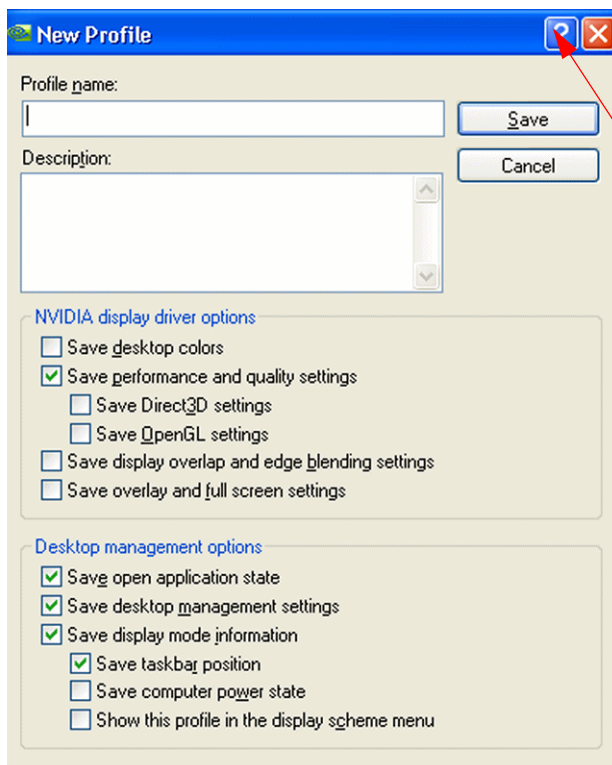 New Profile
?
Profile name:
Save
Description:
Cancel
NVIDIA display driver options
Save desktop colors
Save performance and quality settings
Save Direct3D settings
Save OpenGL settings
Save display overlap and edge blending settings
Save overlay and full screen settings
Desktop management options
Save open application state
Save desktop management settings
Save display mode information
Save taskbar position
Save computer power state
Show this profile in the display scheme menu